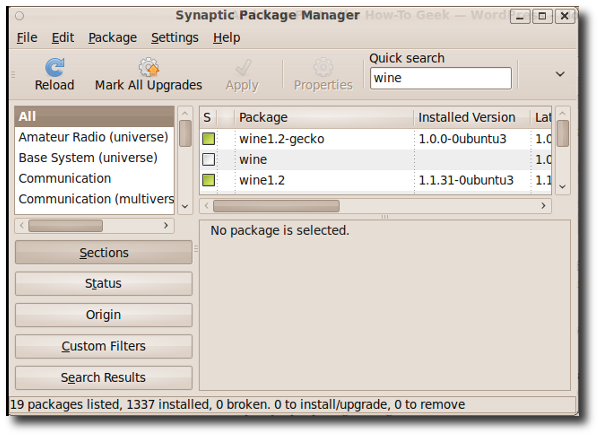 Synaptic Package Manager How-To Geek — WordPress
File Edit Package Settings Help
Quick search
Reload Mark All Upgrades Apply Properties wine
All
Amateur Radio (universe)
Base System (universe)
Communication
Communication (multivers
S Package Installed Version Lat
wine1.2-gecko 1.0.0-0ubuntu3 1.0
wine 1.0
wine1.2 1.1.31-0ubuntu3 1.1
No package is selected.
Sections
Status
Origin
Custom Filters
Search Results
19 packages listed, 1337 installed, 0 broken. 0 to install/upgrade, 0 to remove